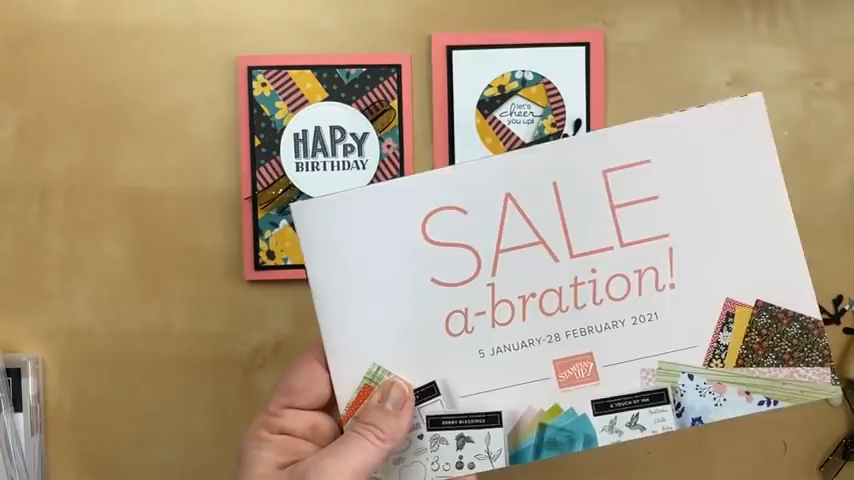 HAPPY
BIRTHDAY
let's
cheer
you up!
SALE
a-bration!
5 JANUARY-28 FEBRUARY 2021
STAMPIN'
UP!
BERRY BLESSINGS
A TOUCH OF INK